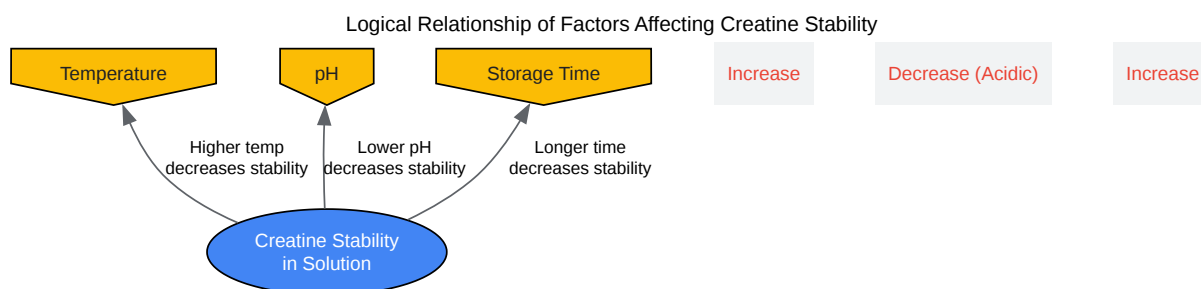 Logical Relationship of Factors Affecting Creatine Stability
Temperature
pH
Storage Time
Increase
Decrease (Acidic)
Increase
Higher temp
decreases stability
Lower pH
decreases stability
Longer time
decreases stability
Creatine Stability
in Solution